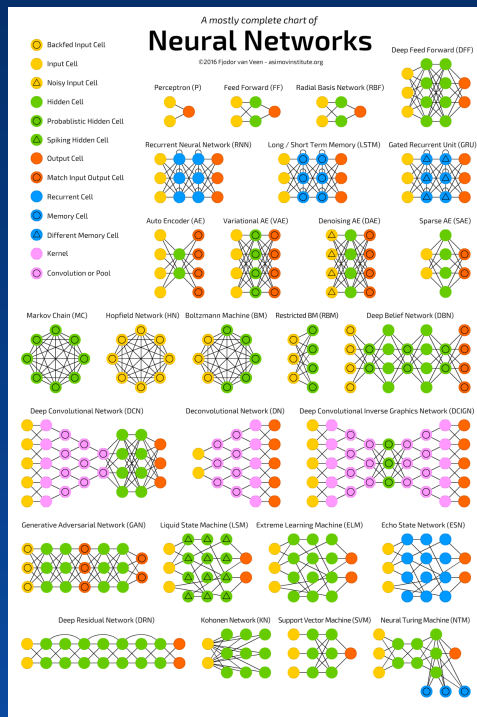 A mostly complete chart of
Neural Networks
©2016 Fjodor van Veen - asimovinstitute.org
Backfed Input Cell
Input Cell
Noisy Input Cell
Hidden Cell
Probablistic Hidden Cell
Spiking Hidden Cell
Output Cell
Match Input Output Cell
Recurrent Cell
Memory Cell
Different Memory Cell
Kernel
Convolution or Pool
Deep Feed Forward (DFF)
Perceptron (P)
Feed Forward (FF)
Radial Basis Network (RBF)
Recurrent Neural Network (RNN)
Long / Short Term Memory (LSTM)
Gated Recurrent Unit (GRU)
Auto Encoder (AE)
Variational AE (VAE)
Denoising AE (DAE)
Sparse AE (SAE)
Markov Chain (MC)
Hopfield Network (HN)
Boltzmann Machine (BM)
Restricted BM (RBM)
Deep Belief Network (DBN)
Deep Convolutional Network (DCN)
Deconvolutional Network (DN)
Deep Convolutional Inverse Graphics Network (DCIGN)
Generative Adversarial Network (GAN)
Liquid State Machine (LSM)
Extreme Learning Machine (ELM)
Echo State Network (ESN)
Deep Residual Network (DRN)
Kohonen Network (KN)
Support Vector Machine (SVM)
Neural Turing Machine (NTM)